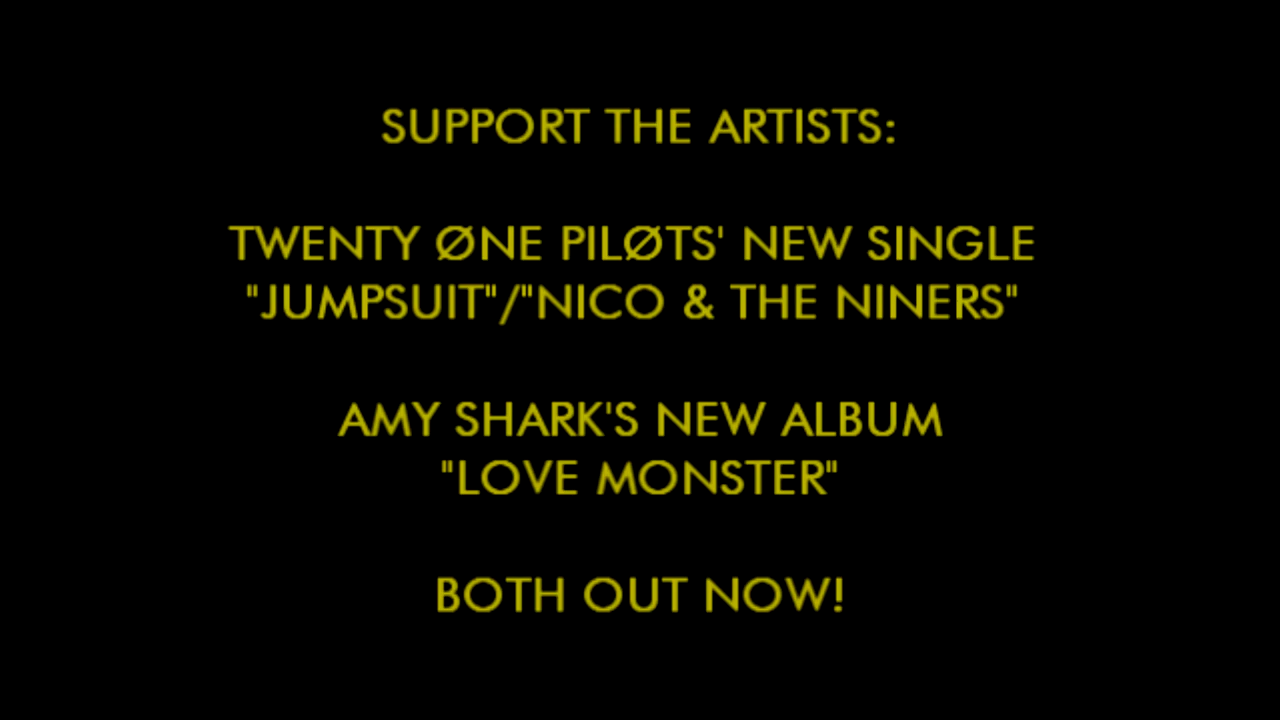 SUPPORT THE ARTISTS:
TWENTY ØNE PILØTS' NEW SINGLE
"JUMPSUIT"/"NICO & THE NINERS"
AMY SHARK'S NEW ALBUM
"LOVE MONSTER"
BOTH OUT NOW!